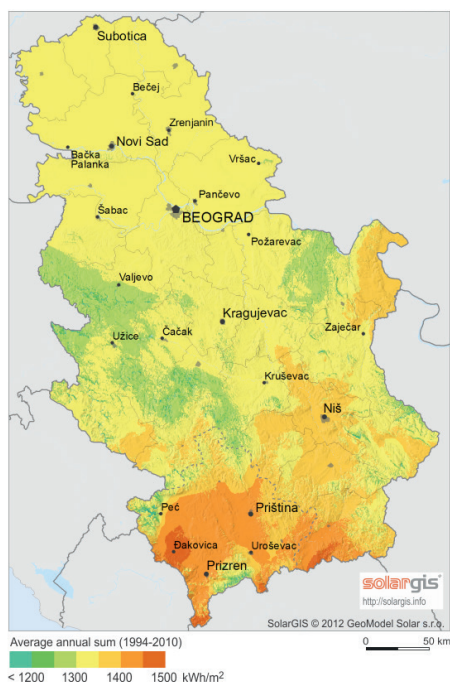 Subotica
Bečej
Zrenjanin
Novi Sad
Bačka
Palanka
Vršac
Pančevo
BEOGRAD
Šabac
Požarevac
Valjevo
Kragujevac
Zaječar
Užice
Čačak
Kruševac
Niš
Peć
Priština
Đakovica
Uroševac
Prizren
solargis
http://solargis.info
SolarGIS © 2012 GeoModel Solar s.r.o.
Average annual sum (1994-2010)
0 50 km
< 1200 1300 1400 1500 kWh/m²